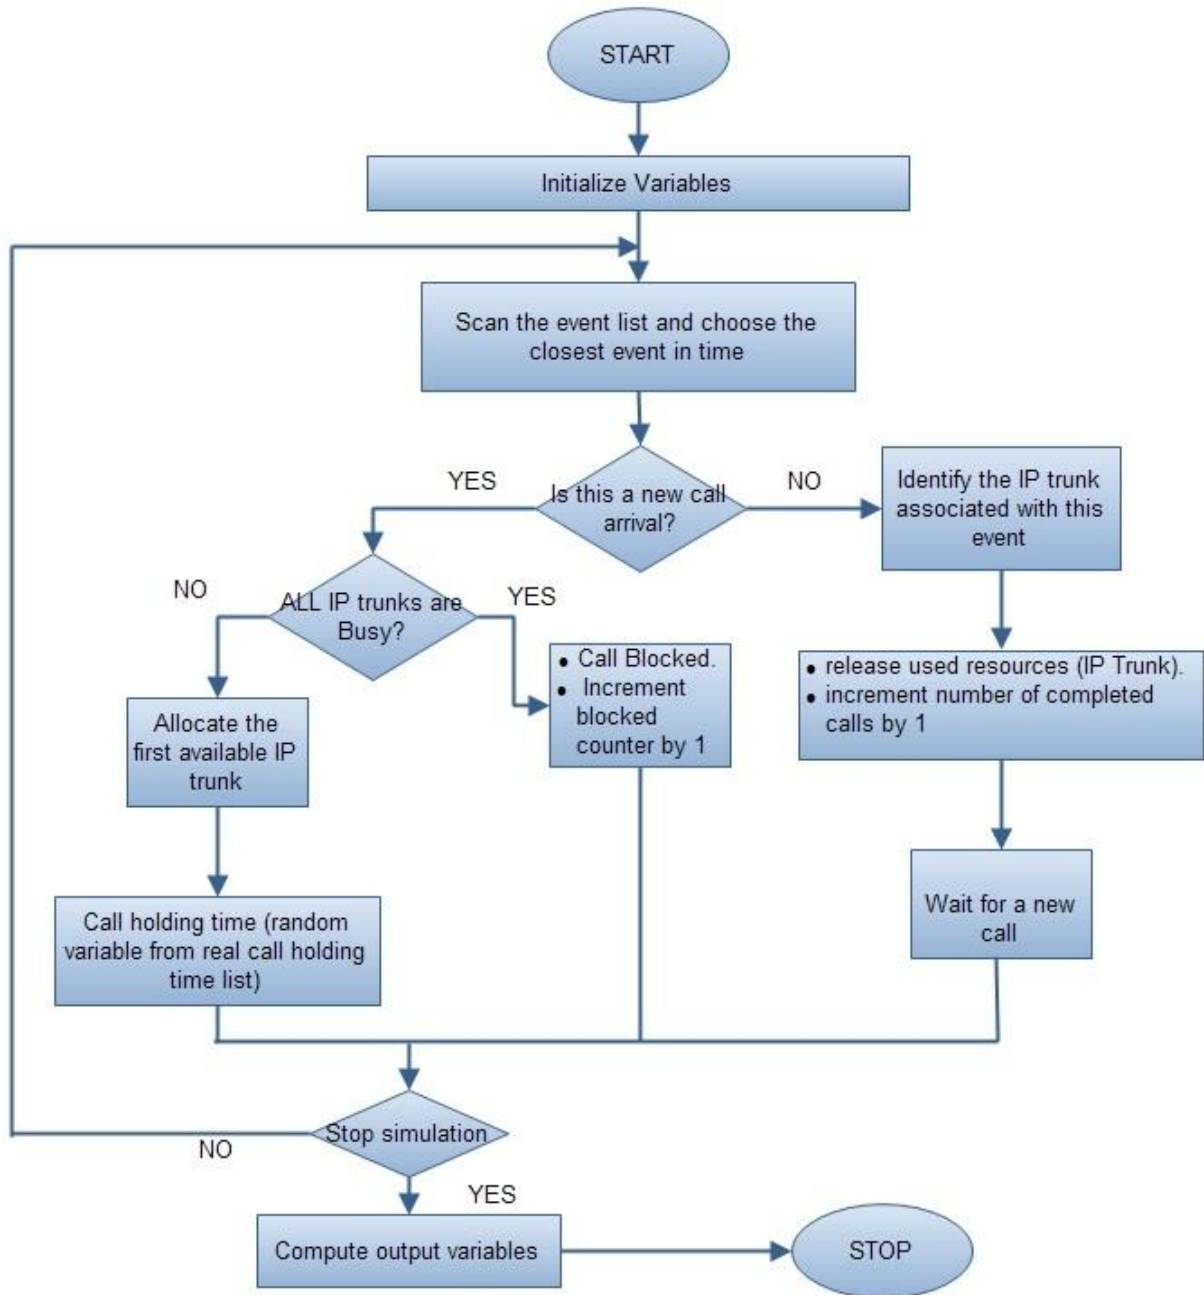 START
Initialize Variables
Scan the event list and choose the
closest event in time
YES
Is this a new call
arrival?
NO
Identify the IP trunk
associated with this
event
NO
ALL IP trunks are
Busy?
YES
• Call Blocked.
• Increment
blocked
counter by 1
• release used resources (IP Trunk).
• increment number of completed
calls by 1
Allocate the
first available IP
trunk
Call holding time (random
variable from real call holding
time list)
Wait for a new
call
Stop simulation
NO
YES
Compute output variables
STOP